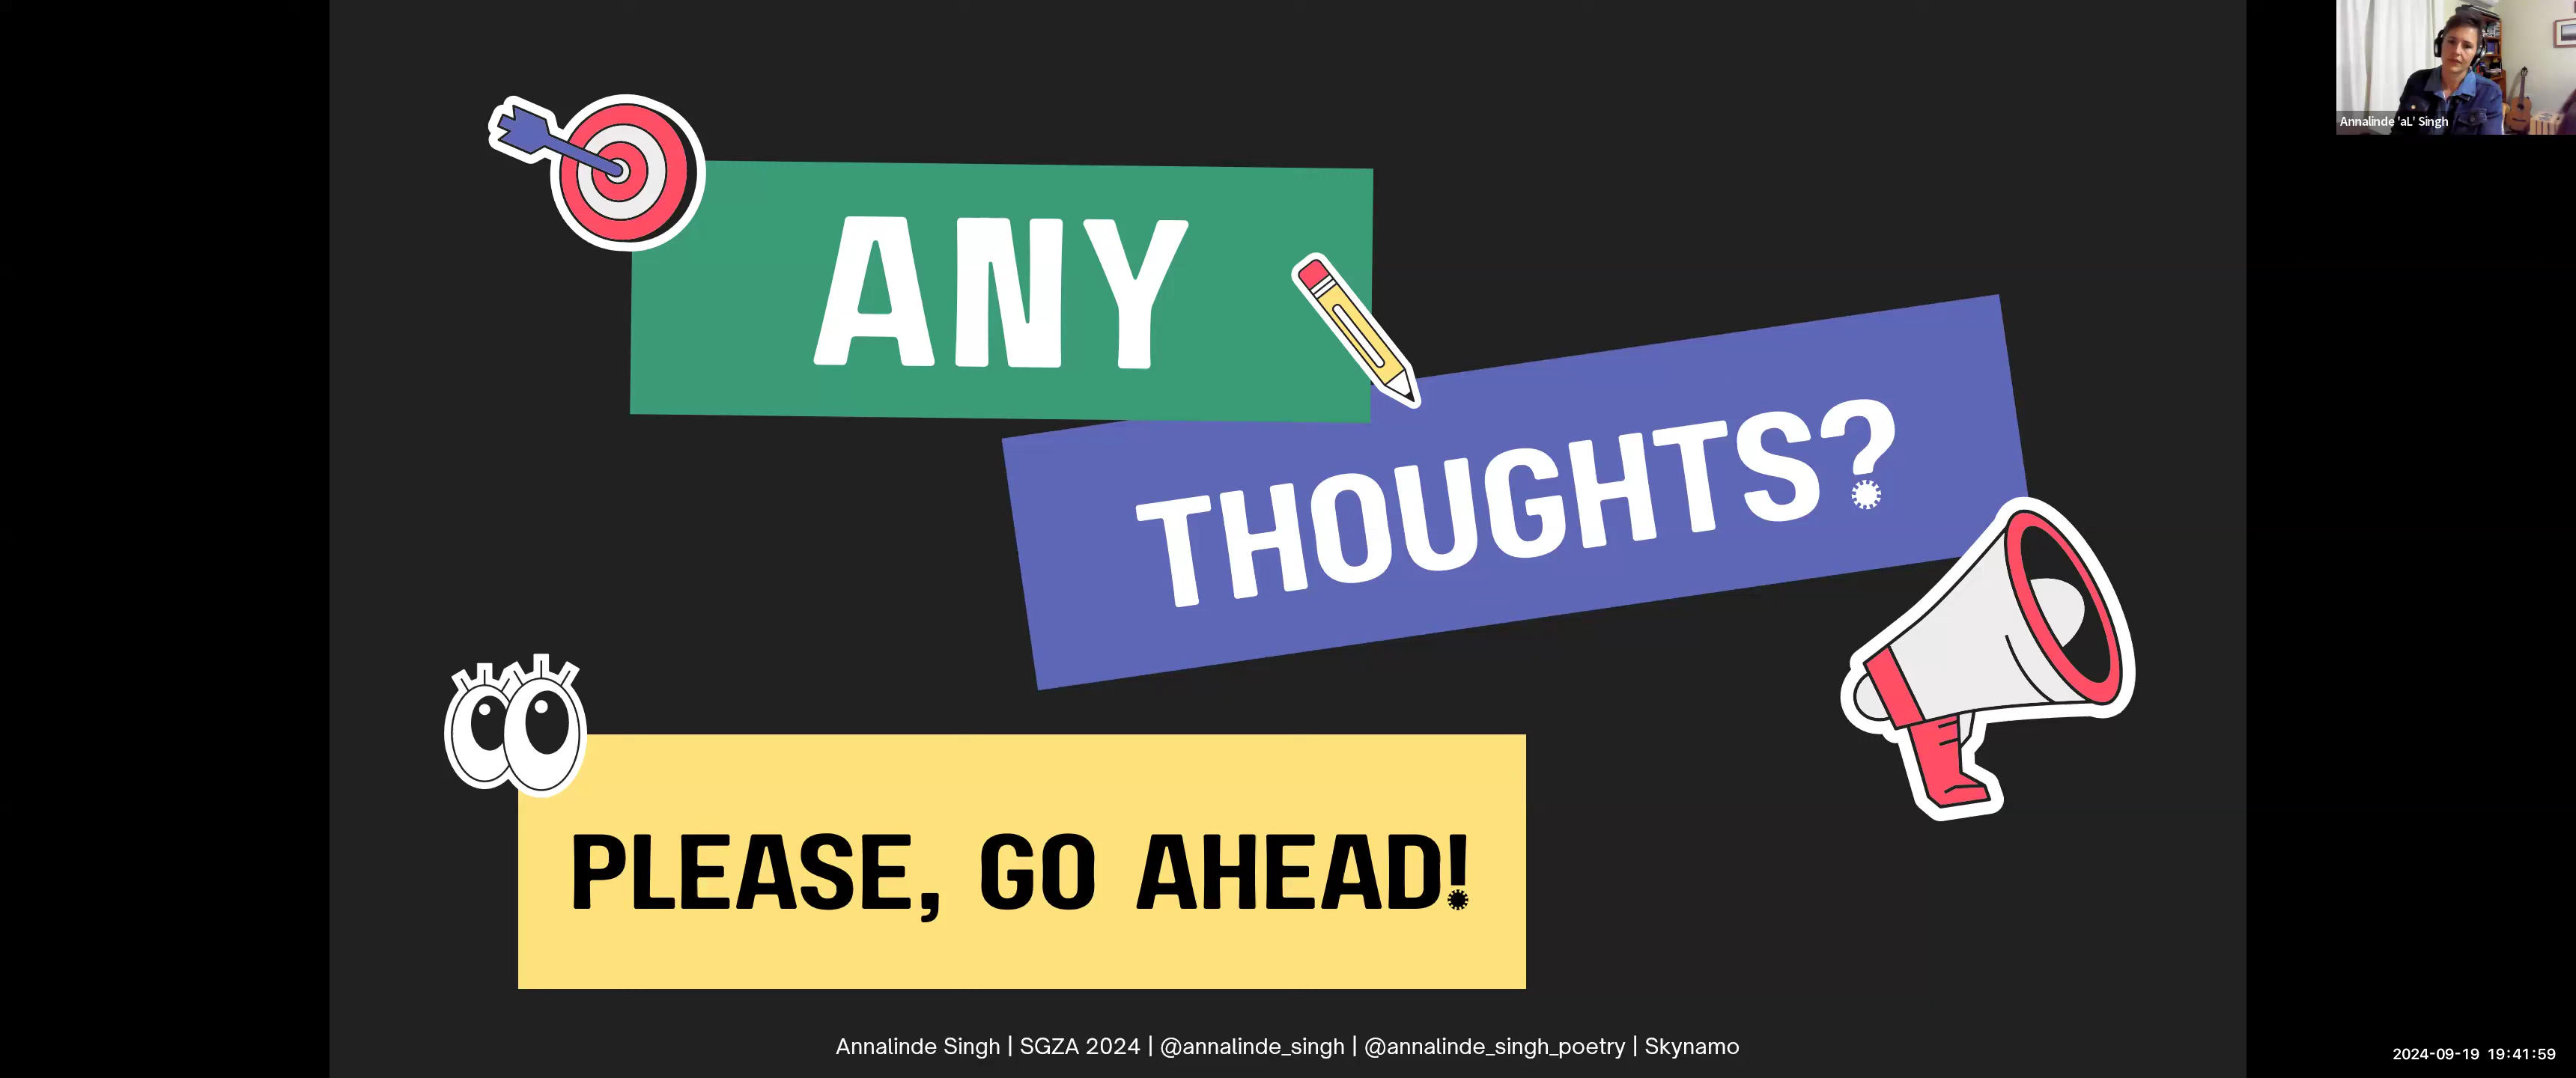 Annalinde 'aL' Singh
ANY
THOUGHTS?
PLEASE, GO AHEAD!
Annalinde Singh | SGZA 2024 | @annalinde_singh | @annalinde_singh_poetry | Skynamo
2024-09-19 19:41:59